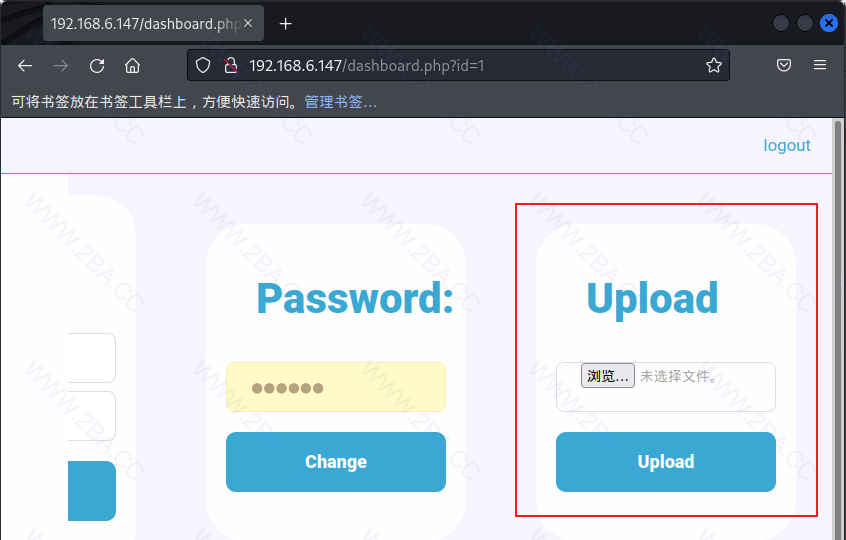 192.168.6.147/dashboard.php
192.168.6.147/dashboard.php?id=1
可将书签放在书签工具栏上，方便快速访问。管理书签…
logout
Password:
Change
Upload
浏览… 未选择文件。
Upload
WWW.2BA.CC